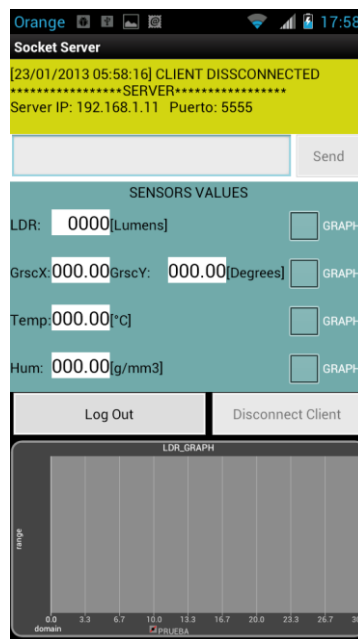 Orange 17:58
Socket Server
[23/01/2013 05:58:16] CLIENT DISSCONNECTED
*****************SERVER*****************
Server IP: 192.168.1.11 Puerto: 5555
Send
SENSORS VALUES
LDR: 0000[Lumens] GRAPH
GrscX:000.00GrscY: 000.00[Degrees] GRAPH
Temp:000.00[°C] GRAPH
Hum: 000.00[g/mm3] GRAPH
Log Out Disconnect Client
LDR_GRAPH
range
0.0 3.3 6.7 10.0 13.3 16.7 20.0 23.3 26.7
domain PRUEBA